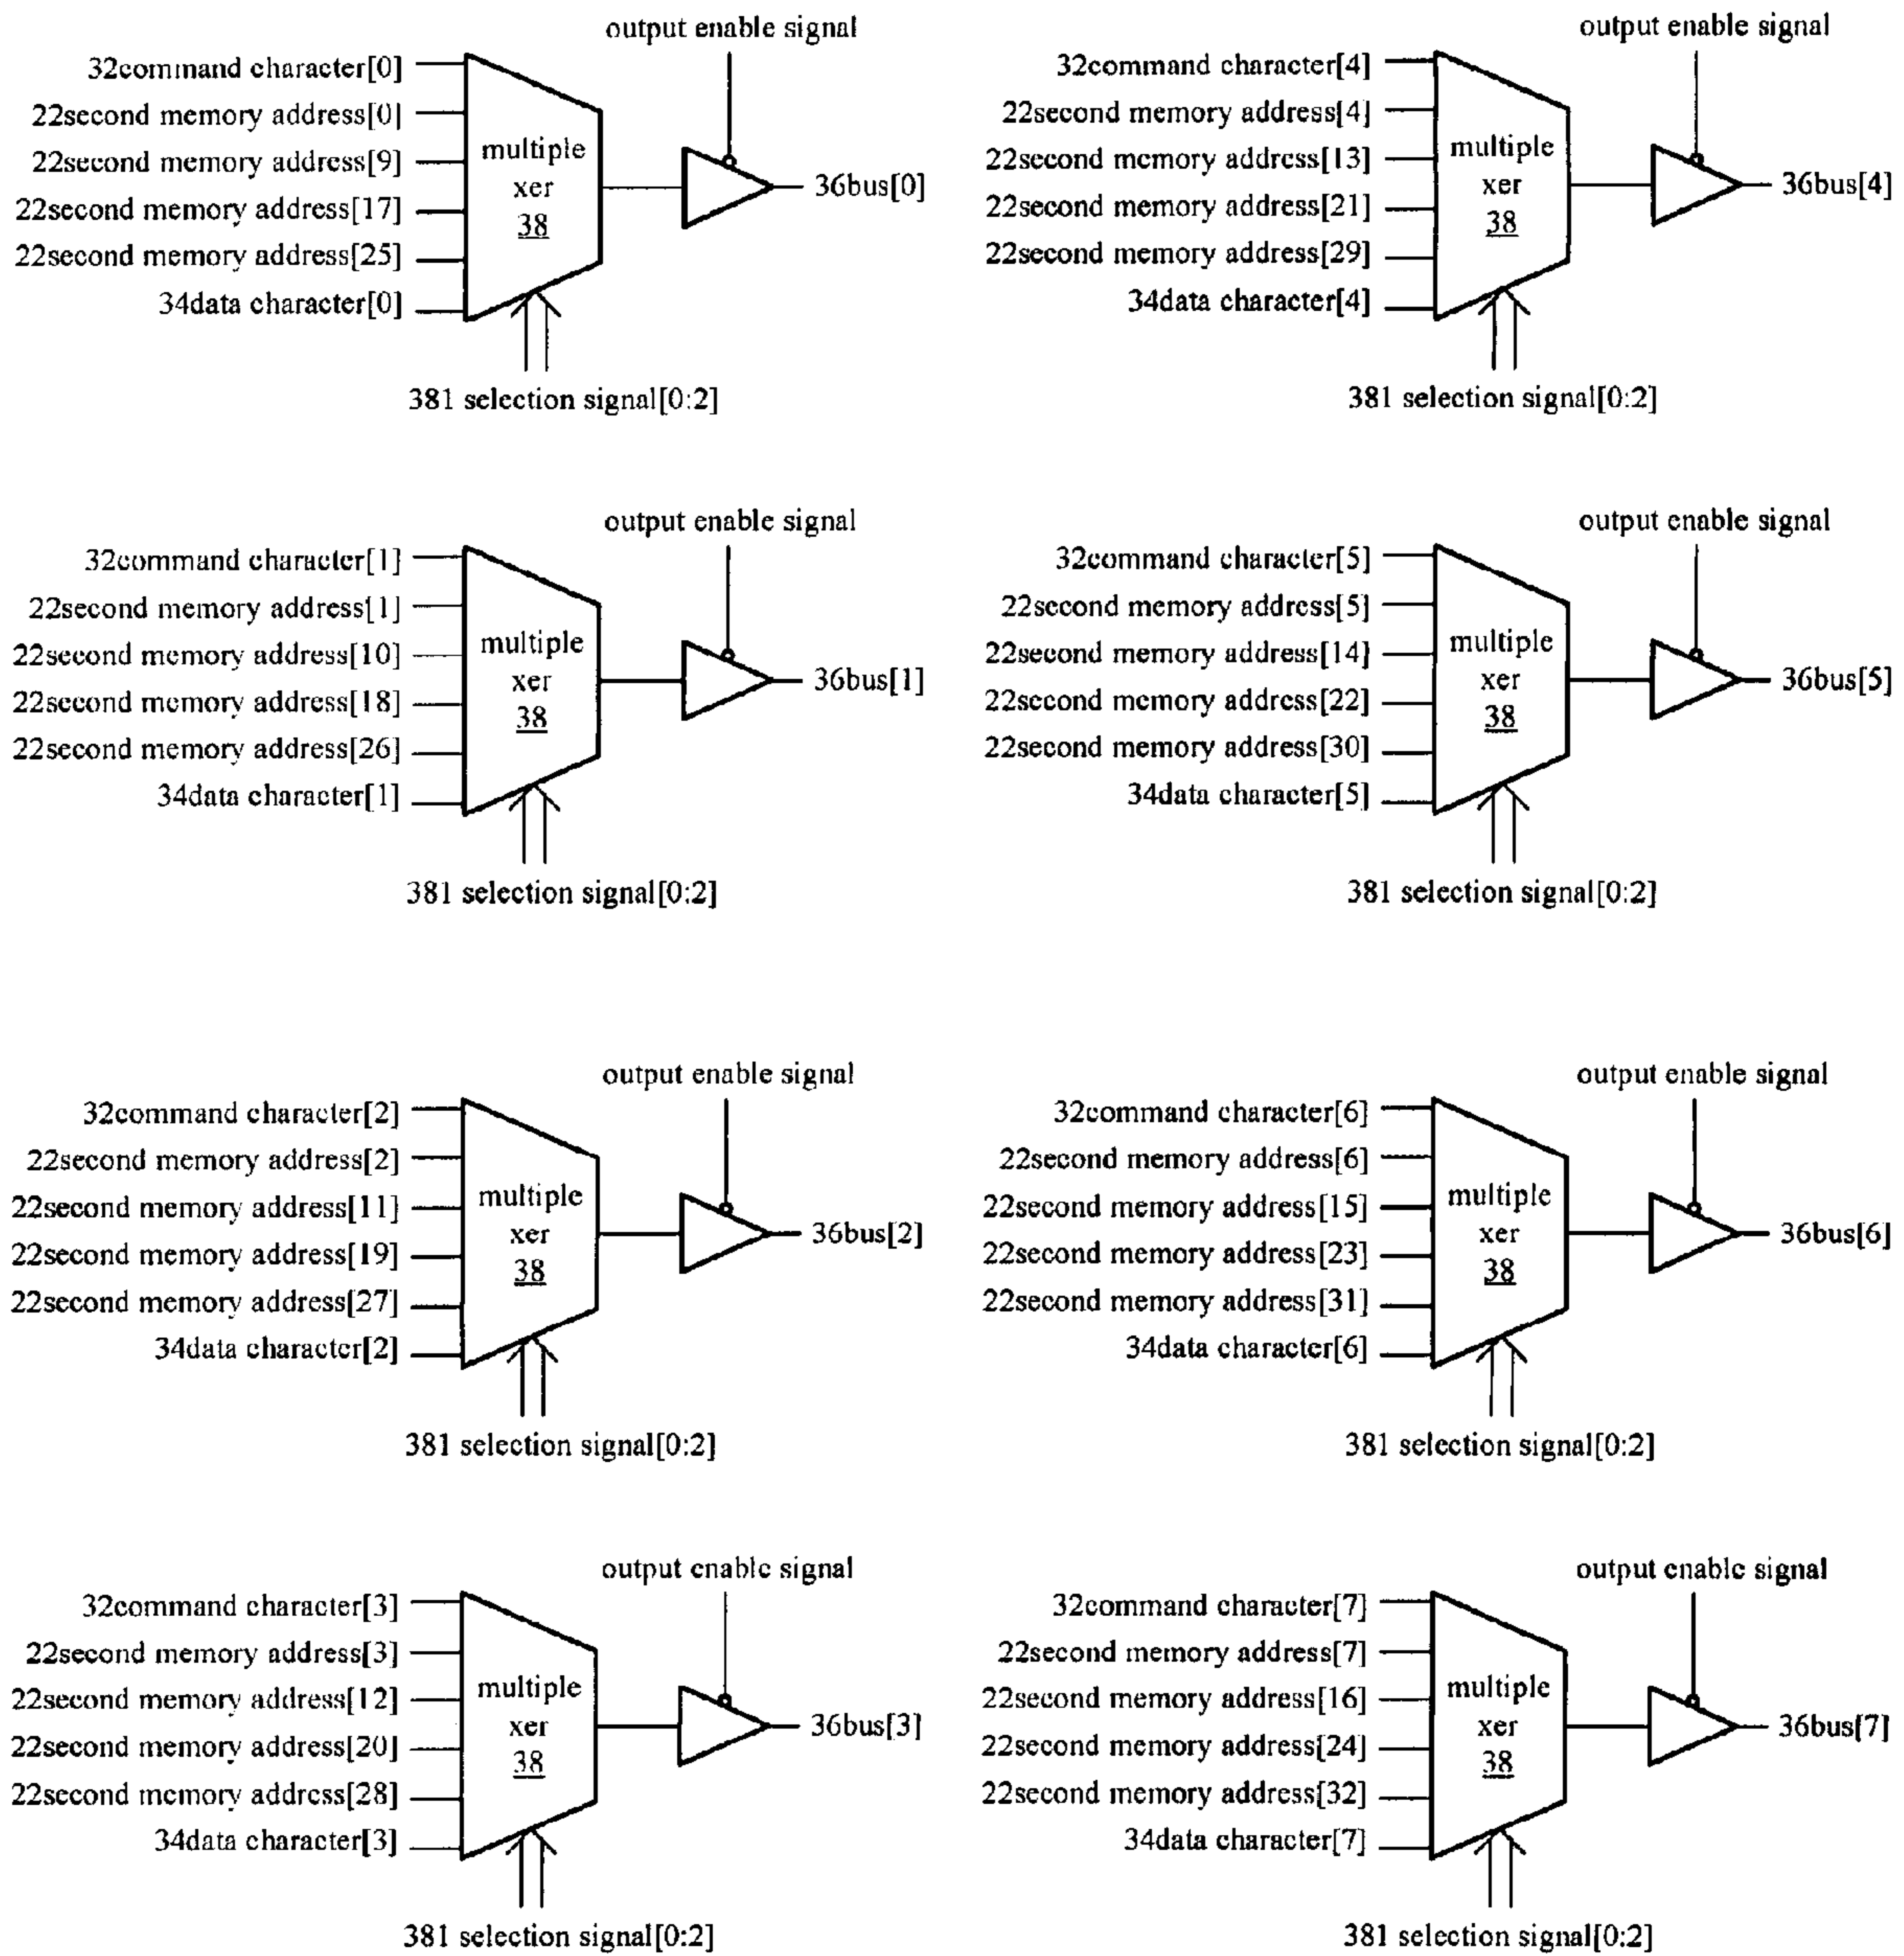 output enable signal
32command character[0]
22second memory address[0]
22second memory address[9]
22second memory address[17]
22second memory address[25]
34data character[0]
multiple
xer
38
36bus[0]
381 selection signal[0:2]
output enable signal
32command character[4]
22second memory address[4]
22second memory address[13]
22second memory address[21]
22second memory address[29]
34data character[4]
multiple
xer
38
36bus[4]
381 selection signal[0:2]
output enable signal
32command character[1]
22second memory address[1]
22second memory address[10]
22second memory address[18]
22second memory address[26]
34data character[1]
multiple
xer
38
36bus[1]
381 selection signal[0:2]
output enable signal
32command character[5]
22second memory address[5]
22second memory address[14]
22second memory address[22]
22second memory address[30]
34data character[5]
multiple
xer
38
36bus[5]
381 selection signal[0:2]
output enable signal
32command character[2]
22second memory address[2]
22second memory address[11]
22second memory address[19]
22second memory address[27]
34data character[2]
multiple
xer
38
36bus[2]
381 selection signal[0:2]
output enable signal
32command character[6]
22second memory address[6]
22second memory address[15]
22second memory address[23]
22second memory address[31]
34data character[6]
multiple
xer
38
36bus[6]
381 selection signal[0:2]
output enable signal
32command character[3]
22second memory address[3]
22second memory address[12]
22second memory address[20]
22second memory address[28]
34data character[3]
multiple
xer
38
36bus[3]
381 selection signal[0:2]
output enable signal
32command character[7]
22second memory address[7]
22second memory address[16]
22second memory address[24]
22second memory address[32]
34data character[7]
multiple
xer
38
36bus[7]
381 selection signal[0:2]